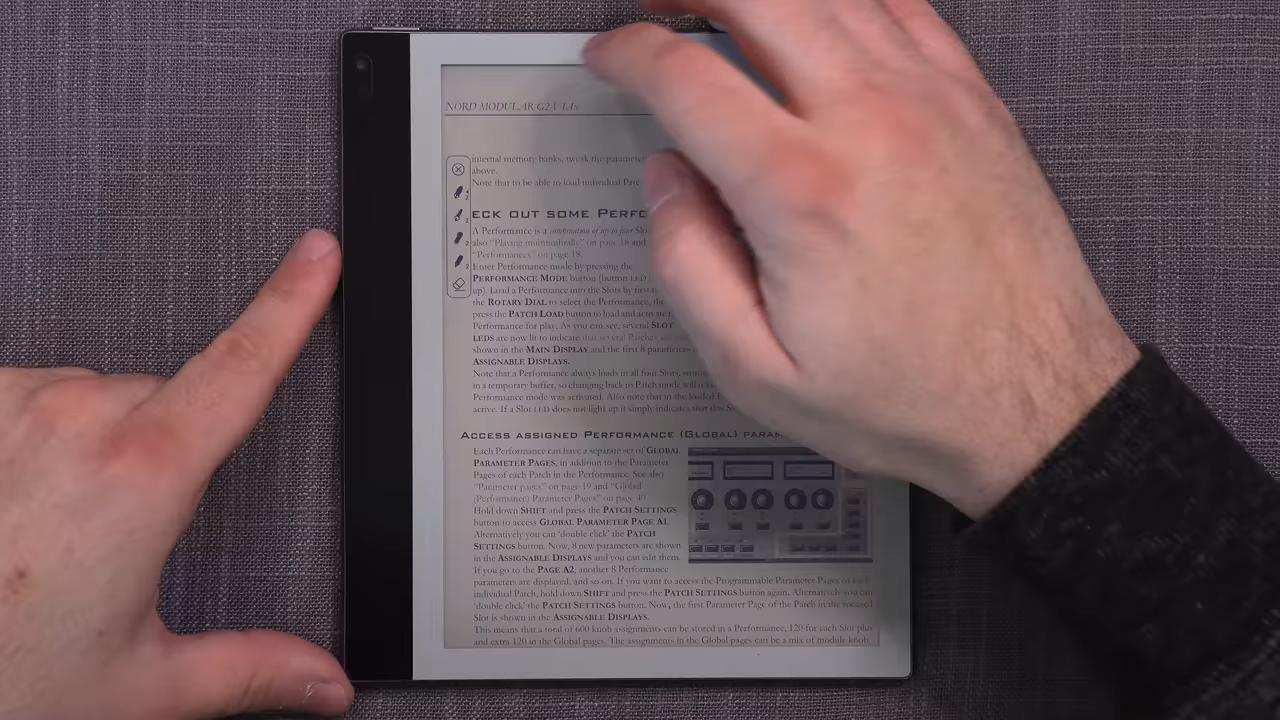 NORD MODULAR G2
internal memory banks, tweak the parameter
above.
Note that to be able to load individual
ECK OUT SOME PERFO
A Performance is a combination of up to four Slo
also "Playing multitimbrally" on page 18 and
"Performances" on page 18.
Enter Performance mode by pressing the
PERFORMANCE MODE button (button LED
up). Load a Performance into the Slots by first
the ROTARY DIAL to select the Performance, the
press the PATCH LOAD button to load and activate
Performance for play. As you can see, several SLOT
LEDS are now lit to indicate that several Patches
shown in the MAIN DISPLAY and the first 8 parameters
ASSIGNABLE DISPLAYS.
Note that a Performance always loads in all four Slots,
in a temporary buffer, so changing back to Patch mode will
Performance mode was activated. Also note that in the loaded
active. If a Slot LED does not light up it simply indicates that this
ACCESS ASSIGNED PERFORMANCE (GLOBAL) PARAM
Each Performance can have a separate set of GLOBAL
PARAMETER PAGES, in addition to the Parameter
Pages of each Patch in the Performance. See also
"Parameter pages" on page 19 and "Global
(Performance) Parameter Pages" on page 40
Hold down SHIFT and press the PATCH SETTINGS
button to access GLOBAL PARAMETER PAGE A1.
Alternatively you can 'double click' the PATCH
SETTINGS button. Now, 8 new parameters are shown
in the ASSIGNABLE DISPLAYS and you can edit them.
If you go to the PAGE A2, another 8 Performance
parameters are displayed, and so on. If you want to access the Programmable Parameter Pages of each
individual Patch, hold down SHIFT and press the PATCH SETTINGS button again. Alternatively you can
'double click' the PATCH SETTINGS button. Now, the first Parameter Page of the Patch in the focused
Slot is shown in the ASSIGNABLE DISPLAYS.
This means that a total of 600 knob assignments can be stored in a Performance, 120 for each Slot plus
and extra 120 in the Global pages. The assignments in the Global pages can be a mix of module knob